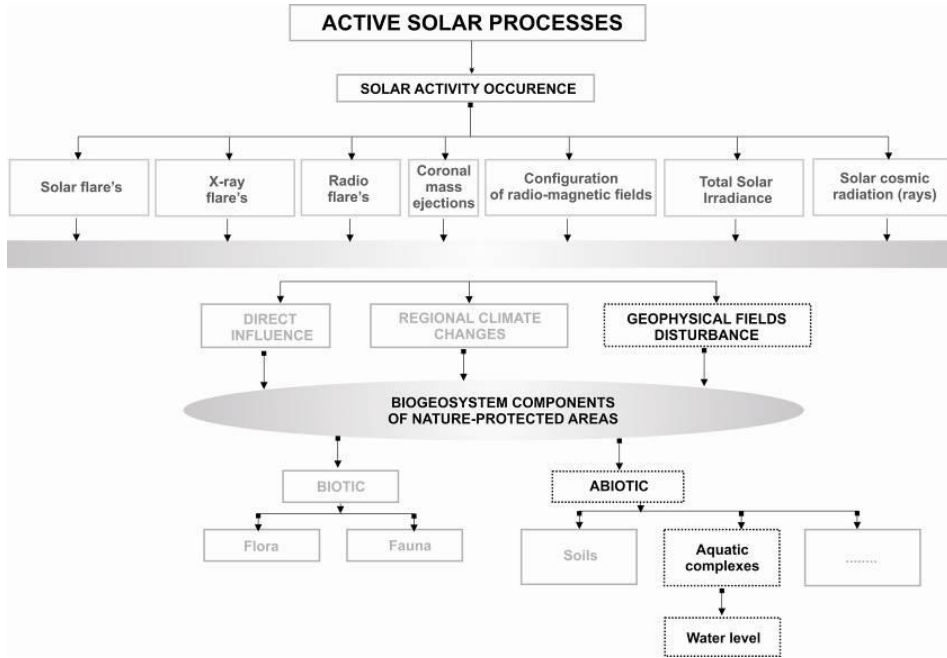 ACTIVE SOLAR PROCESSES
SOLAR ACTIVITY OCCURENCE
Solar flare's
X-ray
flare's
Radio
flare's
Coronal
mass
ejections
Configuration
of radio-magnetic fields
Total Solar
Irradiance
Solar cosmic
radiation (rays)
DIRECT
INFLUENCE
REGIONAL CLIMATE
CHANGES
GEOPHYSICAL FIELDS
DISTURBANCE
BIOGEOSYSTEM COMPONENTS
OF NATURE-PROTECTED AREAS
BIOTIC
ABIOTIC
Flora
Fauna
Soils
Aquatic
complexes
........
Water level